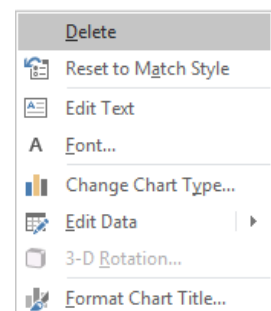 Delete
Reset to Match Style
Edit Text
A Font...
Change Chart Type...
Edit Data
3-D Rotation...
Format Chart Title...